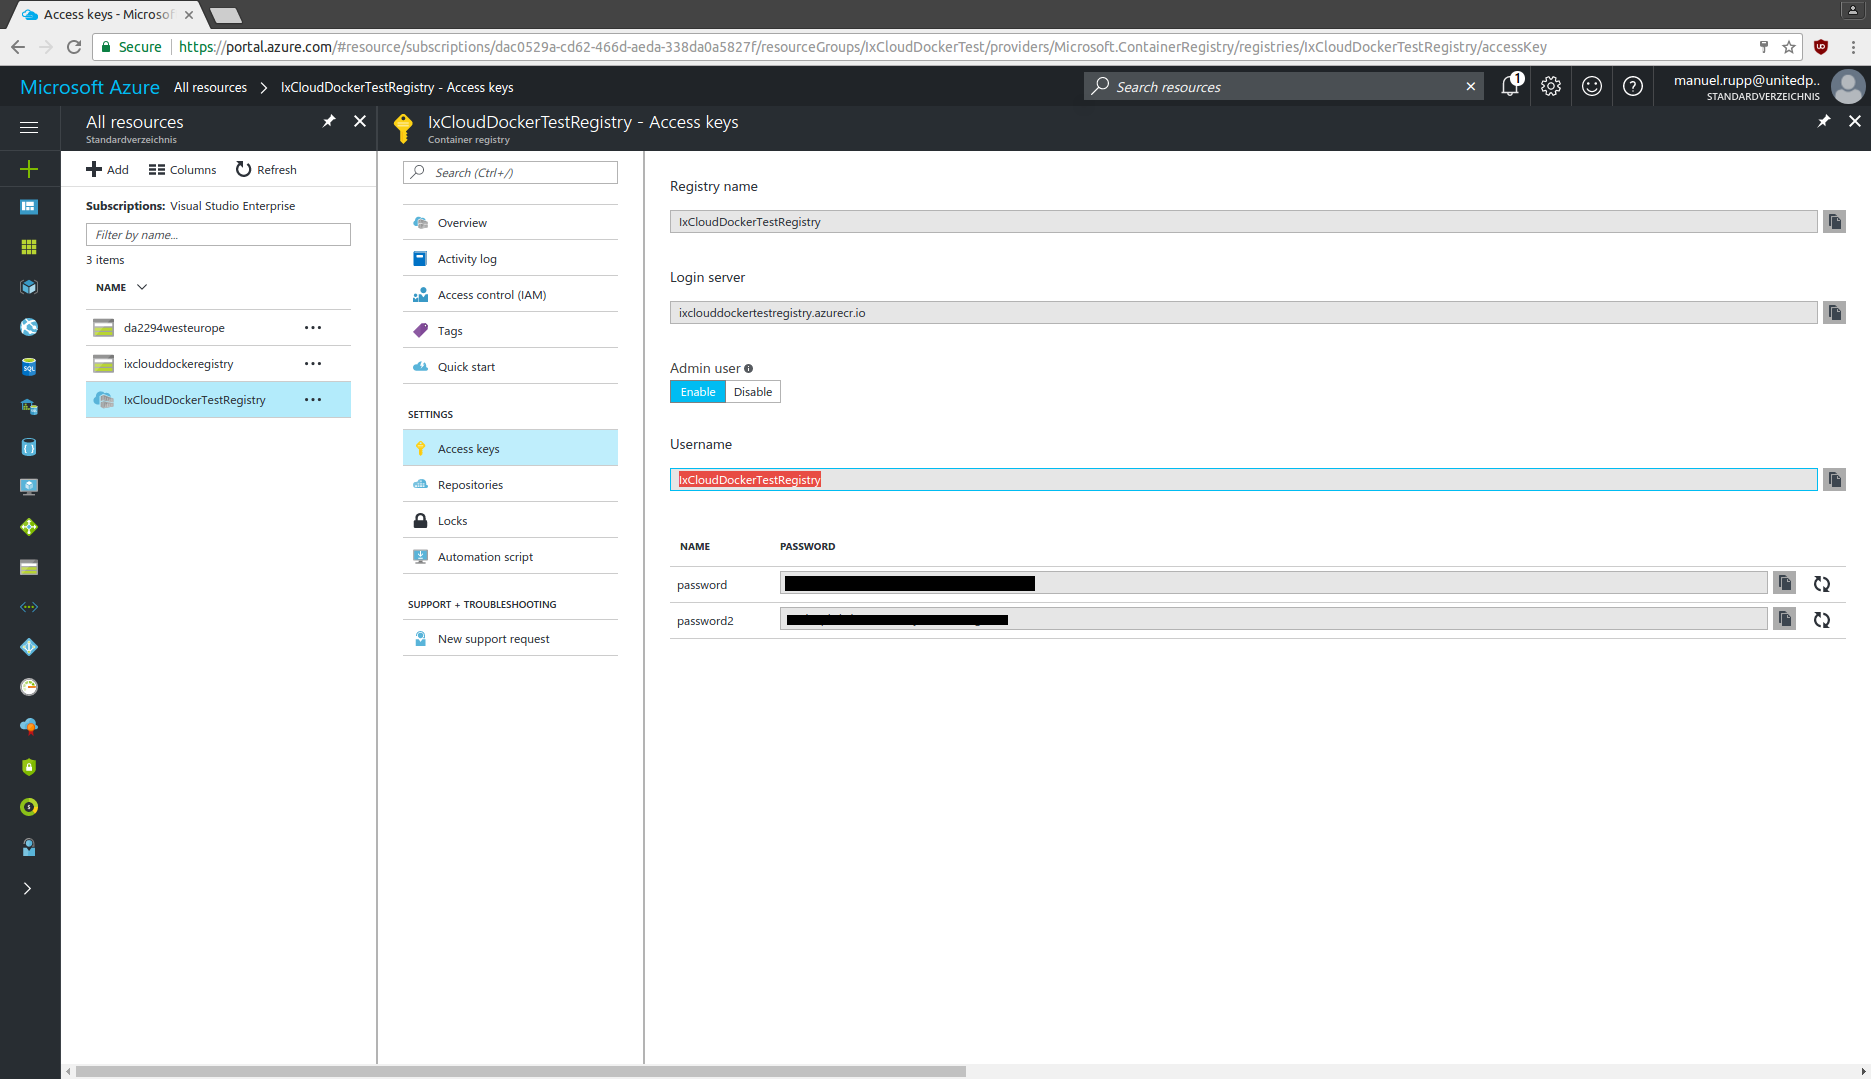 Access keys - Microsof
Secure https://portal.azure.com/#resource/subscriptions/dac0529a-cd62-466d-aeda-338da0a5827f/resourceGroups/IxCloudDockerTest/providers/Microsoft.ContainerRegistry/registries/IxCloudDockerTestRegistry/accessKey
Microsoft Azure All resources > IxCloudDockerTestRegistry - Access keys
Search resources
1
manuel.rupp@unitedp..
STANDARDVERZEICHNIS
All resources
Standardverzeichnis
Add Columns Refresh
Subscriptions: Visual Studio Enterprise
Filter by name...
3 items
NAME
da2294westeurope
ixclouddockeregistry
IxCloudDockerTestRegistry
IxCloudDockerTestRegistry - Access keys
Container registry
Search (Ctrl+/)
Overview
Activity log
Access control (IAM)
Tags
Quick start
SETTINGS
Access keys
Repositories
Locks
Automation script
SUPPORT + TROUBLESHOOTING
New support request
Registry name
IxCloudDockerTestRegistry
Login server
ixclouddockertestregistry.azurecr.io
Admin user
Enable Disable
Username
IxCloudDockerTestRegistry
NAME PASSWORD
password
password2